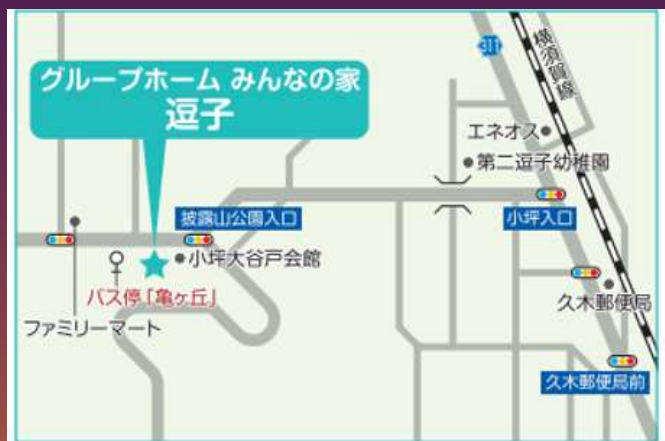 グループホーム みんなの家
逗子
311
横須賀線
エネオス
第二逗子幼稚園
披露山公園入口
小坪入口
小坪大谷戸会館
バス停「亀ヶ丘」
ファミリーマート
久木郵便局
久木郵便局前